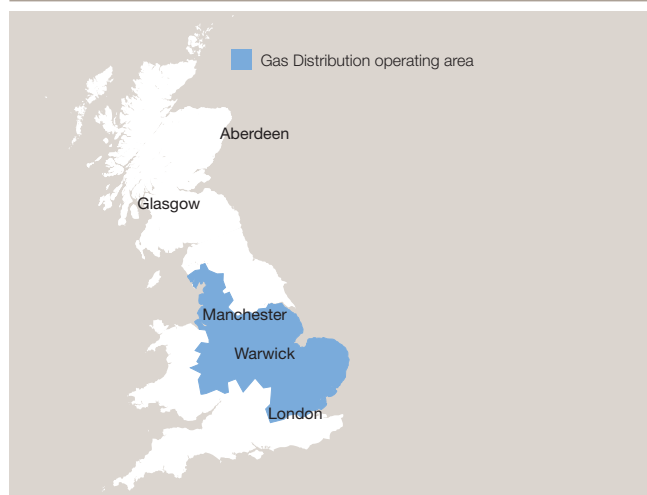 Gas Distribution operating area
Aberdeen
Glasgow
Manchester
Warwick
London